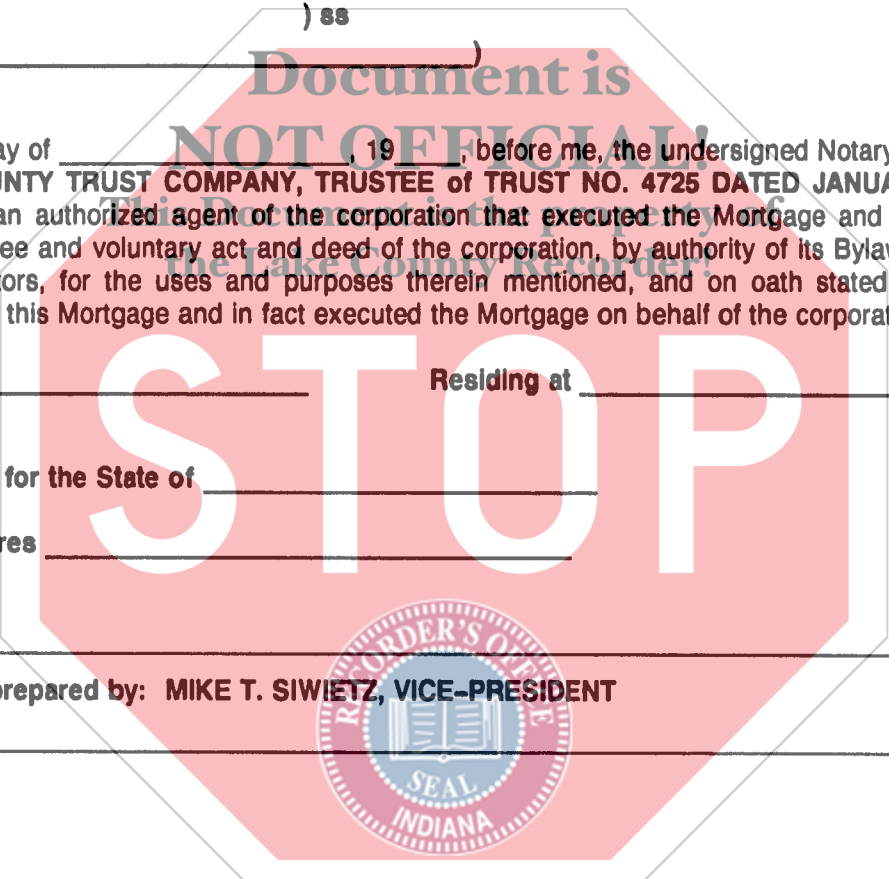 ) ss
)
Document is
NOT OFFICIAL!
This Document is the property of
the Lake County Recorder!
ay of ____________, 19____, before me, the undersigned Notary
UNTY TRUST COMPANY, TRUSTEE of TRUST NO. 4725 DATED JANUA
an authorized agent of the corporation that executed the Mortgage and
ee and voluntary act and deed of the corporation, by authority of its Bylaw
tors, for the uses and purposes therein mentioned, and on oath stated
this Mortgage and in fact executed the Mortgage on behalf of the corporat
Residing at ____________
STOP
for the State of ____________
res ____________
prepared by: MIKE T. SIWIETZ, VICE-PRESIDENT
RECORDER'S OFFICE
SEAL
INDIANA